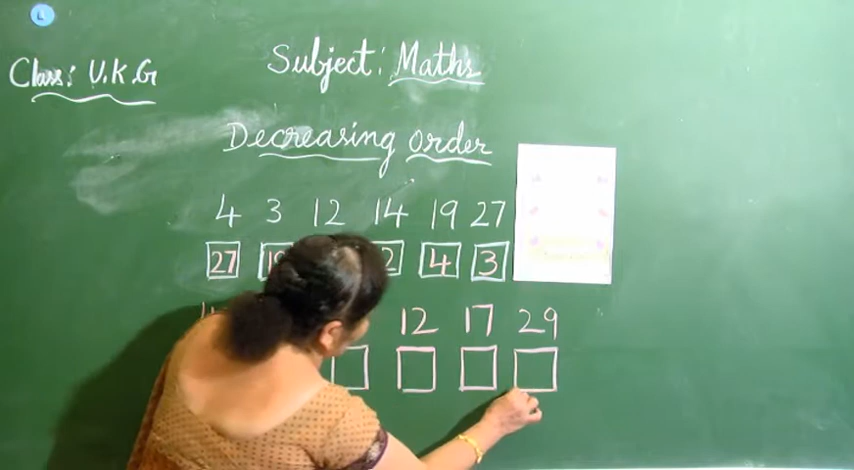 L
Class: U.K.G
Subject: Maths
Decreasing order
4 3 12 14 19 27
27 4 3
12 17 29